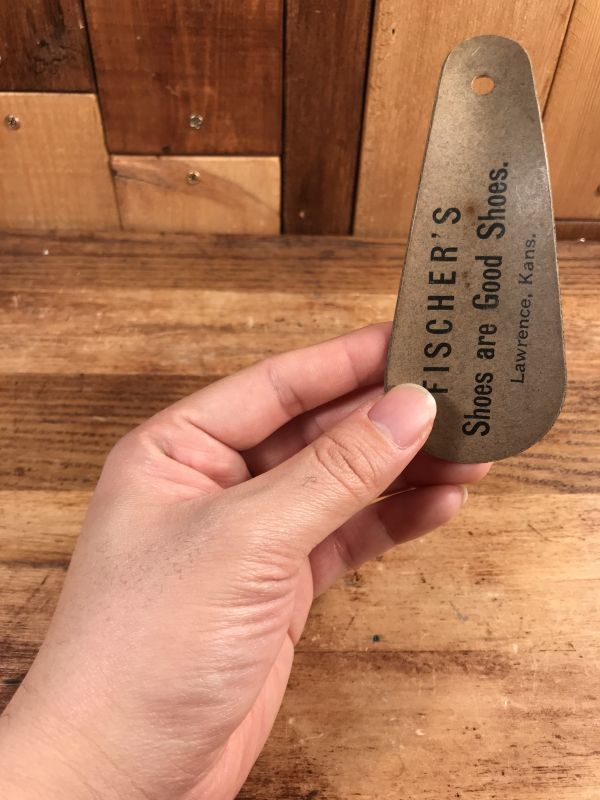 FISCHER'S
Shoes are Good Shoes.
Lawrence, Kans.